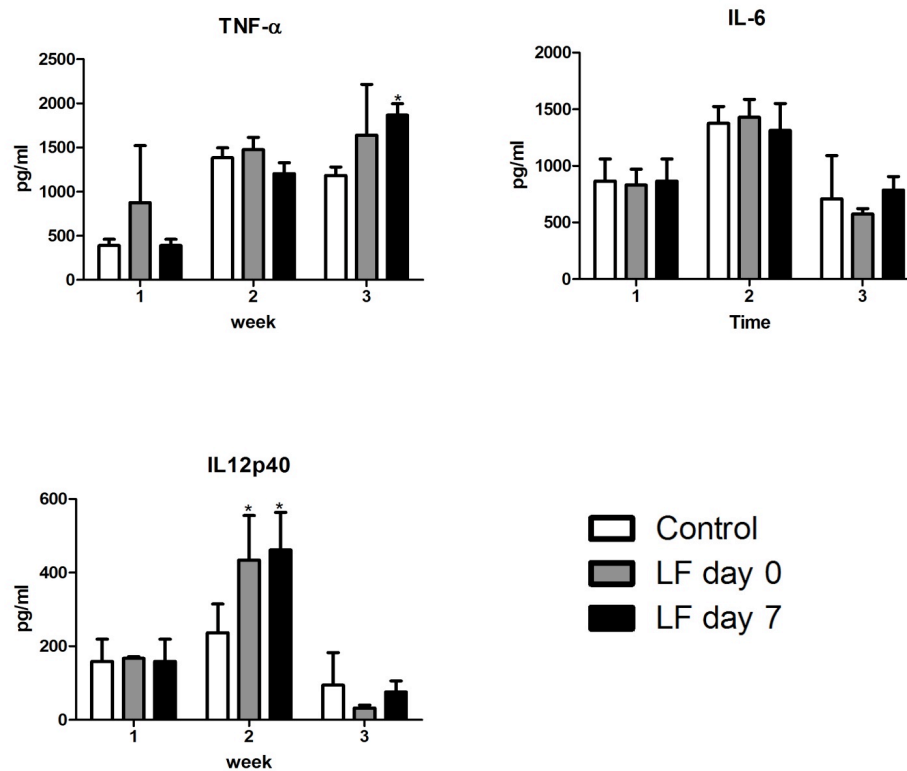 TNF-α
2500
2000
1500
1000
500
0
pg/ml
*
1 2 3
week
IL-6
2000
1500
1000
500
0
pg/ml
1 2 3
Time
IL12p40
600
400
200
0
pg/ml
* *
1 2 3
week
Control
LF day 0
LF day 7